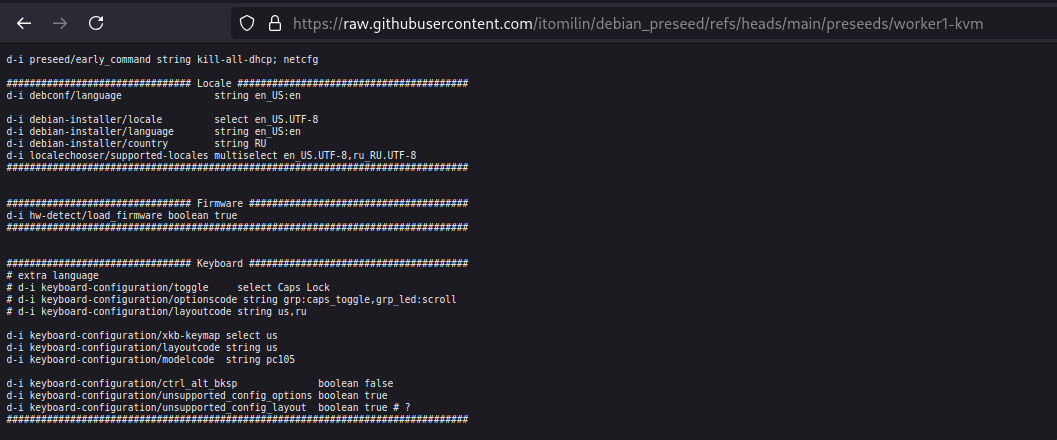 https://raw.githubusercontent.com/itomilin/debian_preseed/refs/heads/main/preseeds/worker1-kvm
d-i preseed/early_command string kill-all-dhcp; netcfg
################################ Locale ########################################
d-i debconf/language                string en_US:en
d-i debian-installer/locale         select en_US.UTF-8
d-i debian-installer/language       string en_US:en
d-i debian-installer/country        string RU
d-i localechooser/supported-locales multiselect en_US.UTF-8,ru_RU.UTF-8
################################################################################
################################ Firmware ######################################
d-i hw-detect/load_firmware boolean true
################################################################################
################################ Keyboard ######################################
# extra language
# d-i keyboard-configuration/toggle     select Caps Lock
# d-i keyboard-configuration/optionscode string grp:caps_toggle,grp_led:scroll
# d-i keyboard-configuration/layoutcode string us,ru
d-i keyboard-configuration/xkb-keymap select us
d-i keyboard-configuration/layoutcode string us
d-i keyboard-configuration/modelcode  string pc105
d-i keyboard-configuration/ctrl_alt_bksp              boolean false
d-i keyboard-configuration/unsupported_config_options boolean true
d-i keyboard-configuration/unsupported_config_layout  boolean true # ?
################################################################################